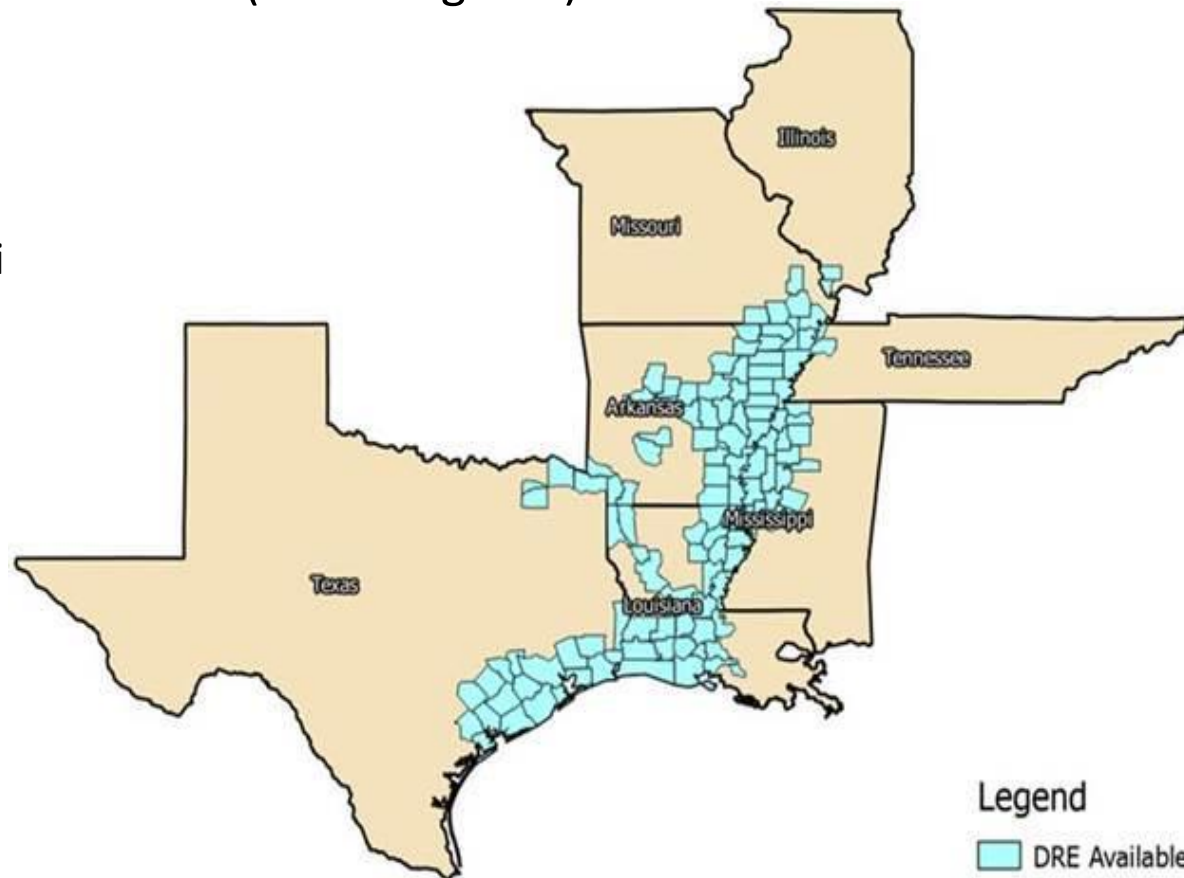 Illinois
Missouri
i
Tennessee
Arkansas
Mississippi
Texas
Louisiana
Legend
DRE Available